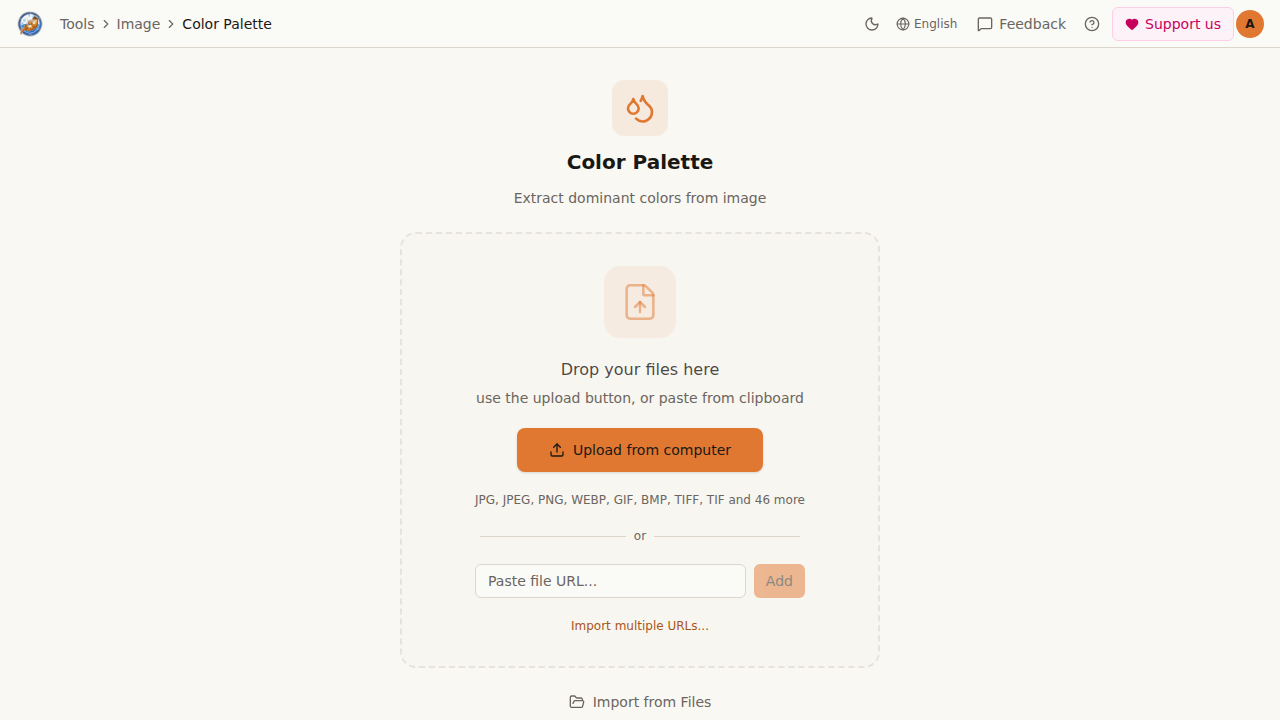 Tools > Image > Color Palette
English
Feedback
Support us
A
Color Palette
Extract dominant colors from image
Drop your files here
use the upload button, or paste from clipboard
Upload from computer
JPG, JPEG, PNG, WEBP, GIF, BMP, TIFF, TIF and 46 more
or
Paste file URL...
Add
Import multiple URLs...
Import from Files